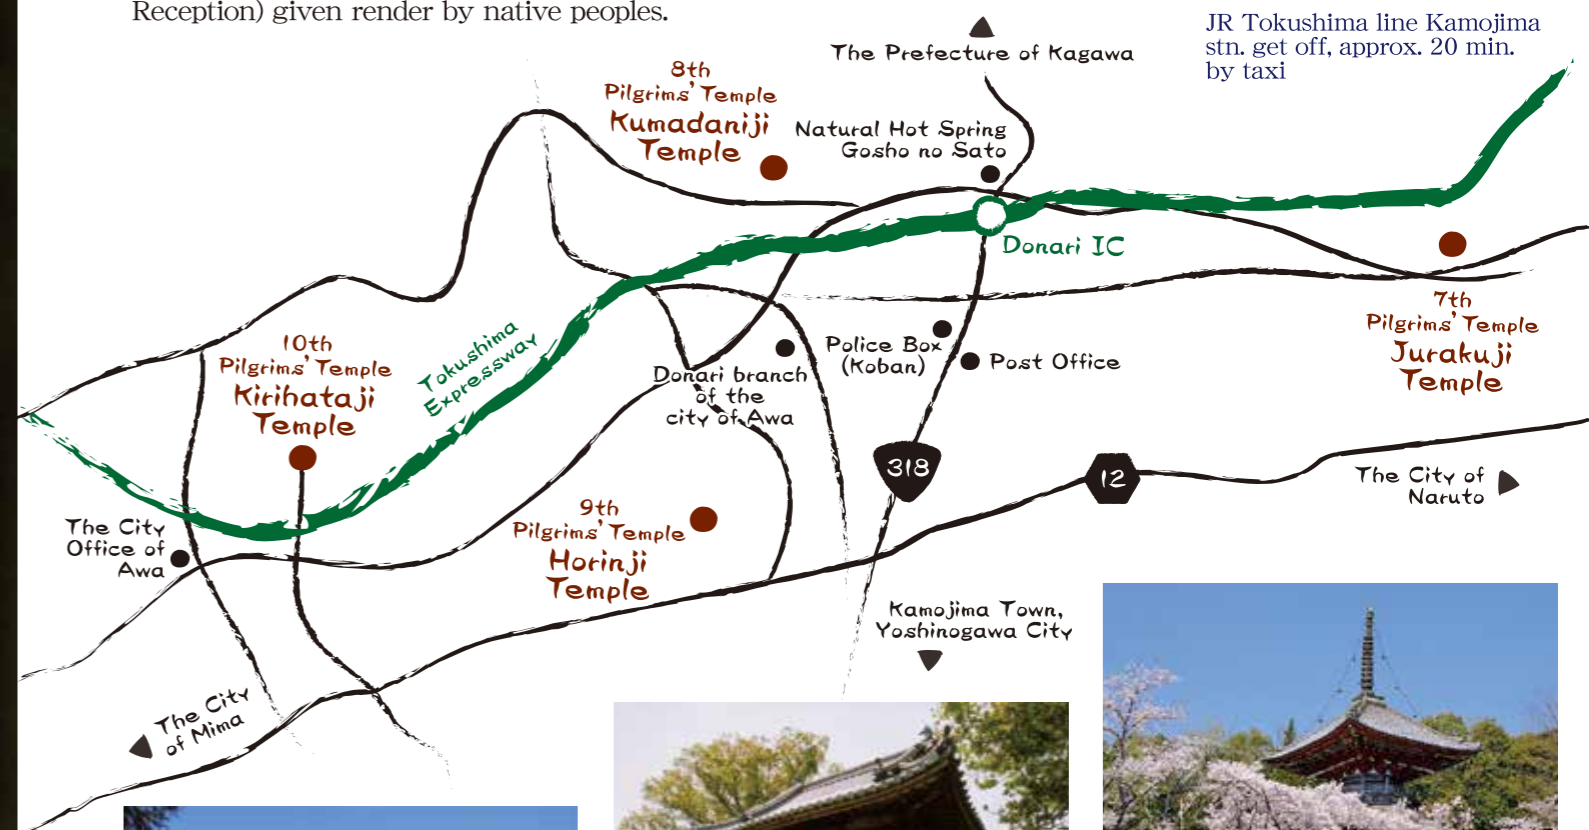 Reception) given render by native peoples.
JR Tokushima line Kamojima
stn. get off, approx. 20 min.
by taxi
The Prefecture of Kagawa
8th
Pilgrims' Temple
Kumadaniji
Temple
Natural Hot Spring
Gosho no Sato
Donari IC
7th
Pilgrims' Temple
Jurakuji
Temple
10th
Pilgrims' Temple
Kirihataji
Temple
Tokushima
Expressway
Donari branch
of the
city of Awa
Police Box
(Koban)
Post Office
318
12
The City of
Naruto
The City
Office of
Awa
9th
Pilgrims' Temple
Horinji
Temple
Kamojima Town,
Yoshinogawa City
The City
of Mima